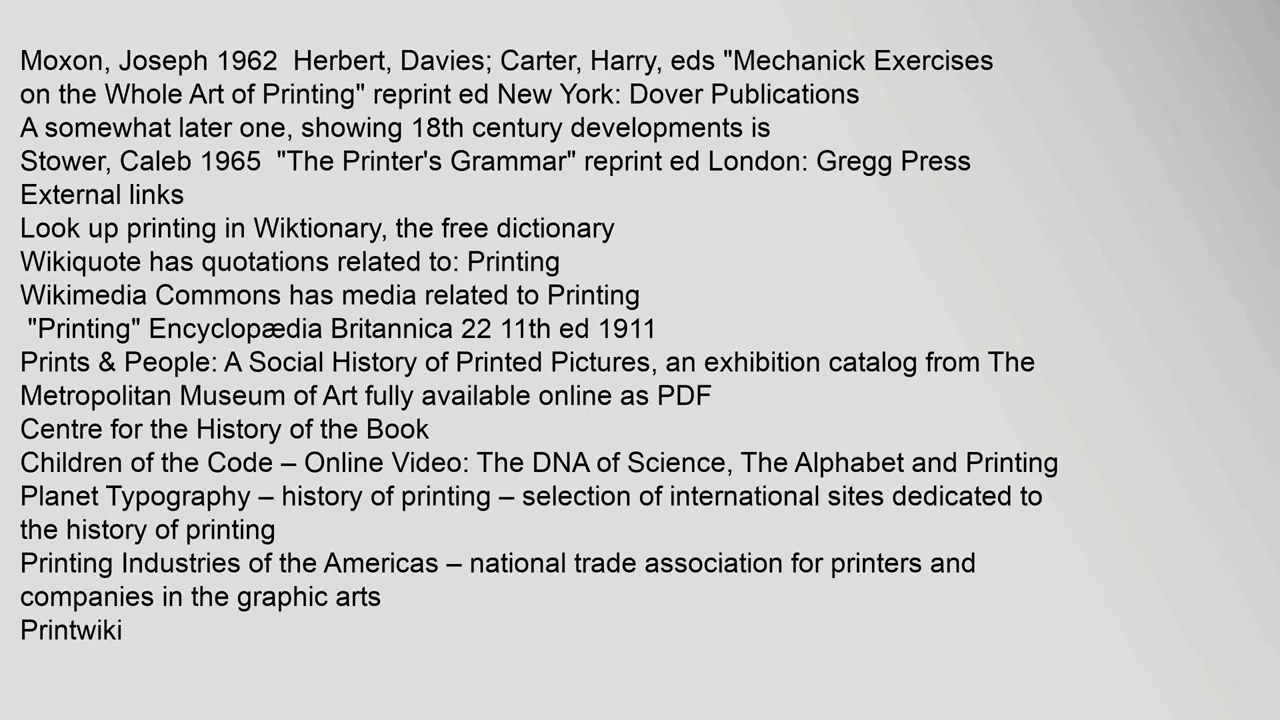 Moxon, Joseph 1962  Herbert, Davies; Carter, Harry, eds "Mechanick Exercises
on the Whole Art of Printing" reprint ed New York: Dover Publications
A somewhat later one, showing 18th century developments is
Stower, Caleb 1965  "The Printer's Grammar" reprint ed London: Gregg Press
External links
Look up printing in Wiktionary, the free dictionary
Wikiquote has quotations related to: Printing
Wikimedia Commons has media related to Printing
"Printing" Encyclopædia Britannica 22 11th ed 1911
Prints & People: A Social History of Printed Pictures, an exhibition catalog from The
Metropolitan Museum of Art fully available online as PDF
Centre for the History of the Book
Children of the Code – Online Video: The DNA of Science, The Alphabet and Printing
Planet Typography – history of printing – selection of international sites dedicated to
the history of printing
Printing Industries of the Americas – national trade association for printers and
companies in the graphic arts
Printwiki